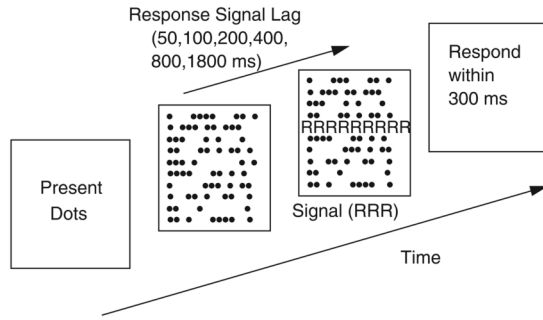 Response Signal Lag
(50,100,200,400,
800,1800 ms)
Respond
within
300 ms
RRRRRRRRR
Present
Dots
Signal (RRR)
Time